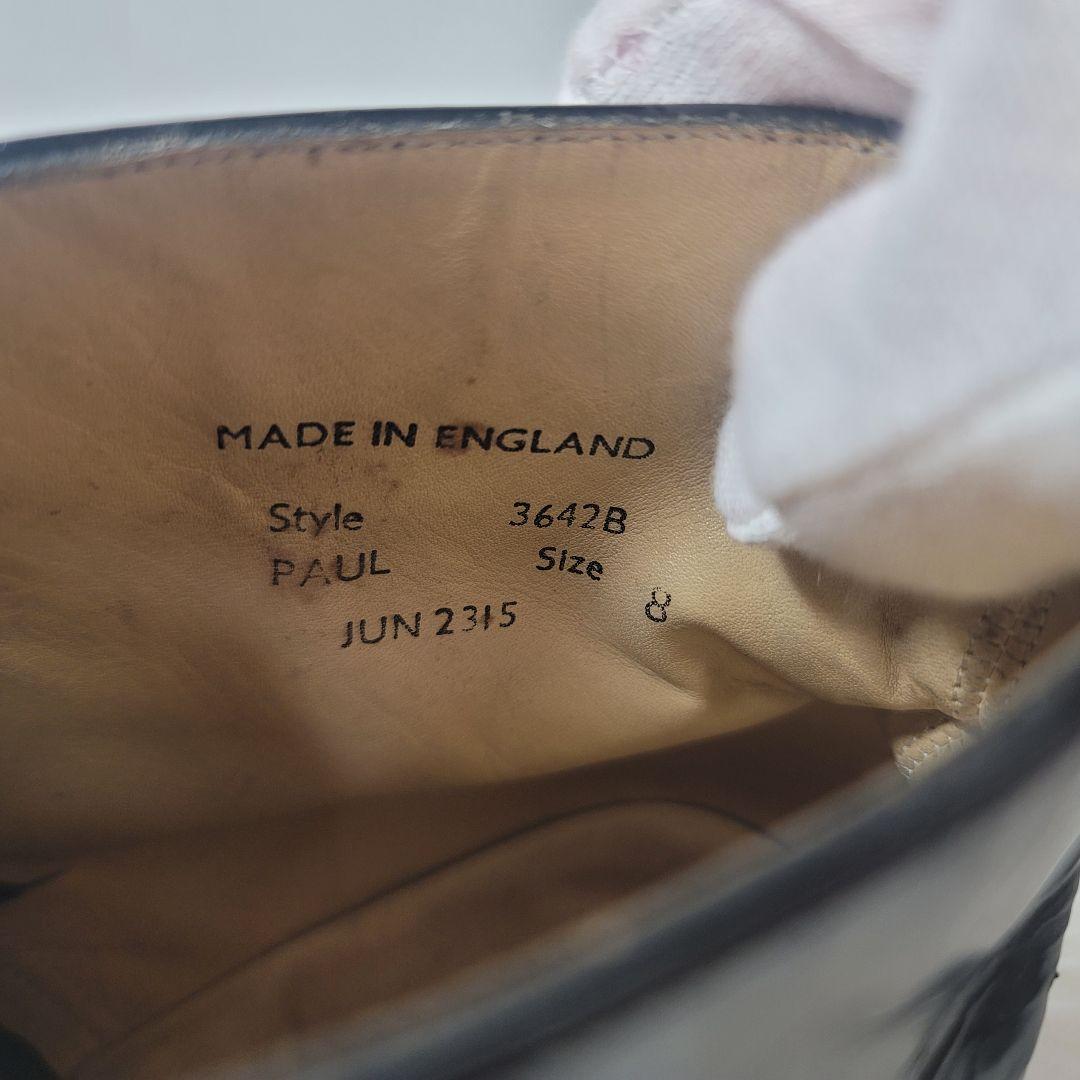 MADE IN ENGLAND
Style 3642B
PAUL Size
JUN 2315 8